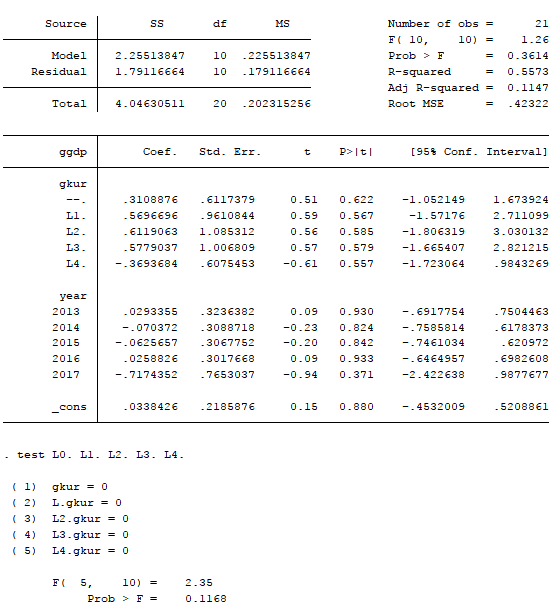 Source SS df MS Number of obs = 21
F( 10, 10) = 1.26
Model 2.25513847 10 .225513847 Prob > F = 0.3614
Residual 1.79116664 10 .179116664 R-squared = 0.5573
Adj R-squared = 0.1147
Total 4.04630511 20 .202315256 Root MSE = .42322
ggdp Coef. Std. Err. t P>|t| [95% Conf. Interval]
gkur
--. .3108876 .6117379 0.51 0.622 -1.052149 1.673924
L1. .5696696 .9610844 0.59 0.567 -1.57176 2.711099
L2. .6119063 1.085312 0.56 0.585 -1.806319 3.030132
L3. .5779037 1.006809 0.57 0.579 -1.665407 2.821215
L4. -.3693684 .6075453 -0.61 0.557 -1.723064 .9843269
year
2013 .0293355 .3236382 0.09 0.930 -.6917754 .7504463
2014 -.070372 .3088718 -0.23 0.824 -.7585814 .6178373
2015 -.0625657 .3067752 -0.20 0.842 -.7461034 .620972
2016 .0258826 .3017668 0.09 0.933 -.6464957 .6982608
2017 -.7174352 .7653037 -0.94 0.371 -2.422638 .9877677
_cons .0338426 .2185876 0.15 0.880 -.4532009 .5208861
. test L0. L1. L2. L3. L4.
( 1) gkur = 0
( 2) L.gkur = 0
( 3) L2.gkur = 0
( 4) L3.gkur = 0
( 5) L4.gkur = 0
F( 5, 10) = 2.35
Prob > F = 0.1168